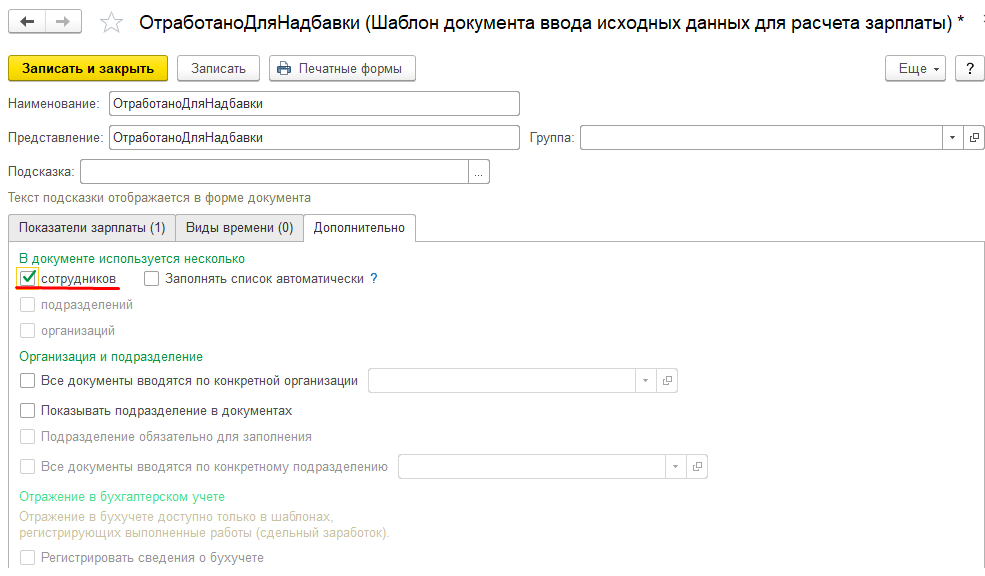 ОтработаноДляНадбавки (Шаблон документа ввода исходных данных для расчета зарплаты) *
Записать и закрыть Записать Печатные формы Еще ?
Наименование: ОтработаноДляНадбавки
Представление: ОтработаноДляНадбавки Группа:
Подсказка: ...
Текст подсказки отображается в форме документа
Показатели зарплаты (1) Виды времени (0) Дополнительно
В документе используется несколько
сотрудников Заполнять список автоматически ?
подразделений
организаций
Организация и подразделение
Все документы вводятся по конкретной организации
Показывать подразделение в документах
Подразделение обязательно для заполнения
Все документы вводятся по конкретному подразделению
Отражение в бухгалтерском учете
Отражение в бухучете доступно только в шаблонах,
регистрирующих выполненные работы (сдельный заработок).
Регистрировать сведения о бухучете